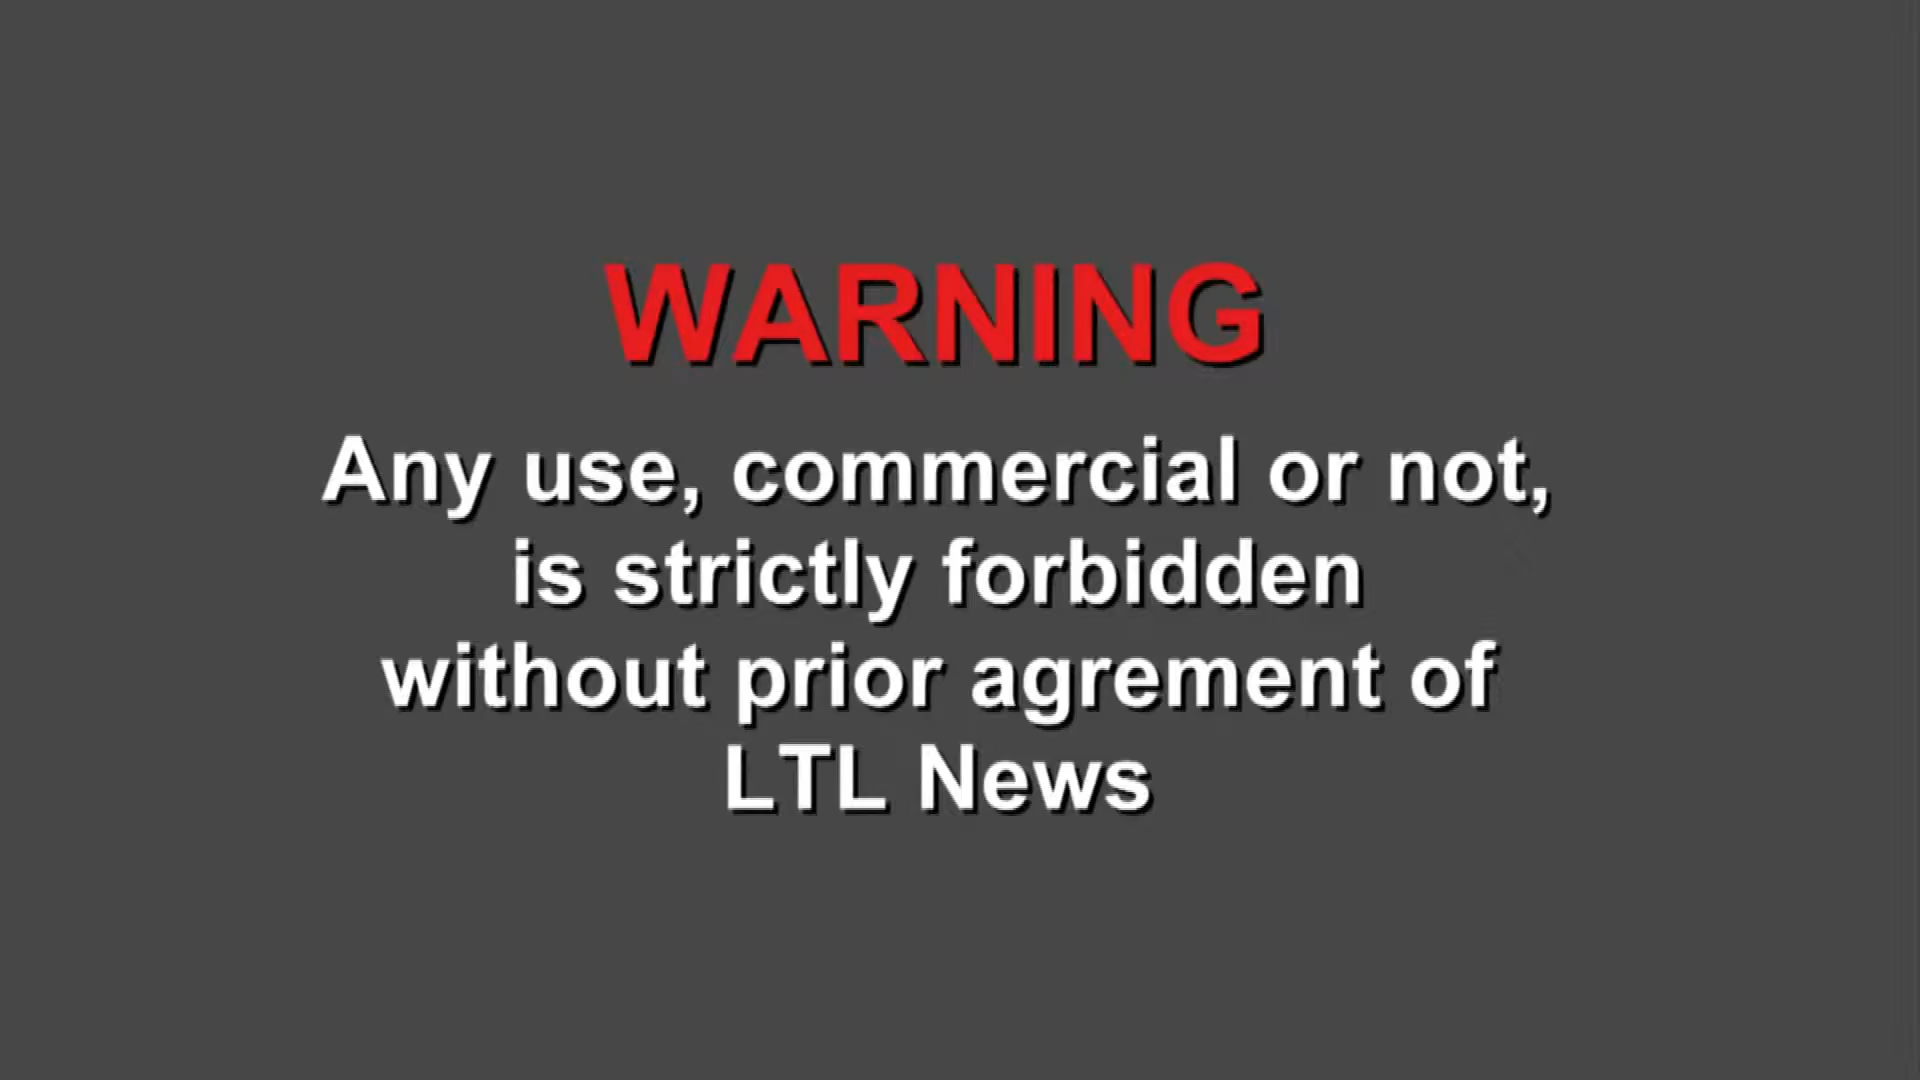 WARNING
Any use, commercial or not,
is strictly forbidden
without prior agrement of
LTL News